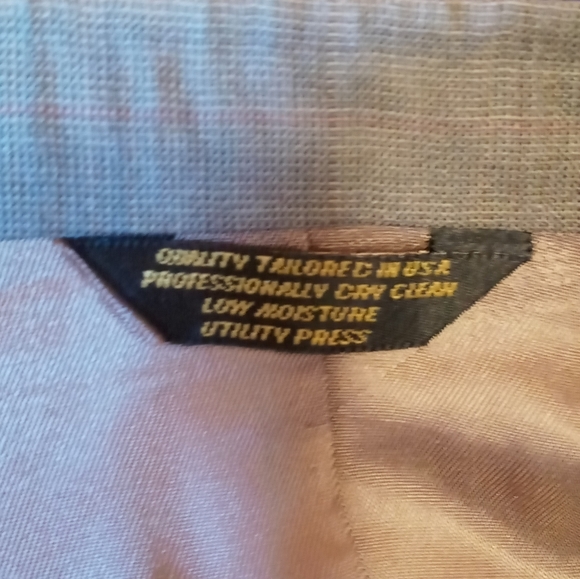 QUALITY TAILORED IN USA
PROFESSIONALLY DRY CLEAN
LOW MOISTURE
UTILITY PRESS